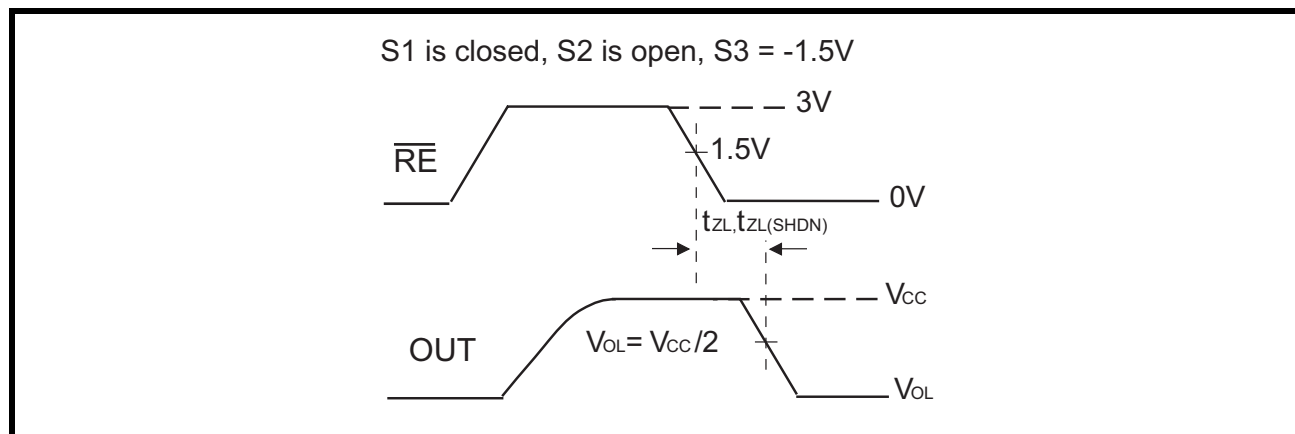 S1 is closed, S2 is open, S3 = -1.5V
3V
1.5V
RE
0V
tZL,tZL(SHDN)
VCC
VOL= VCC/2
OUT
VOL